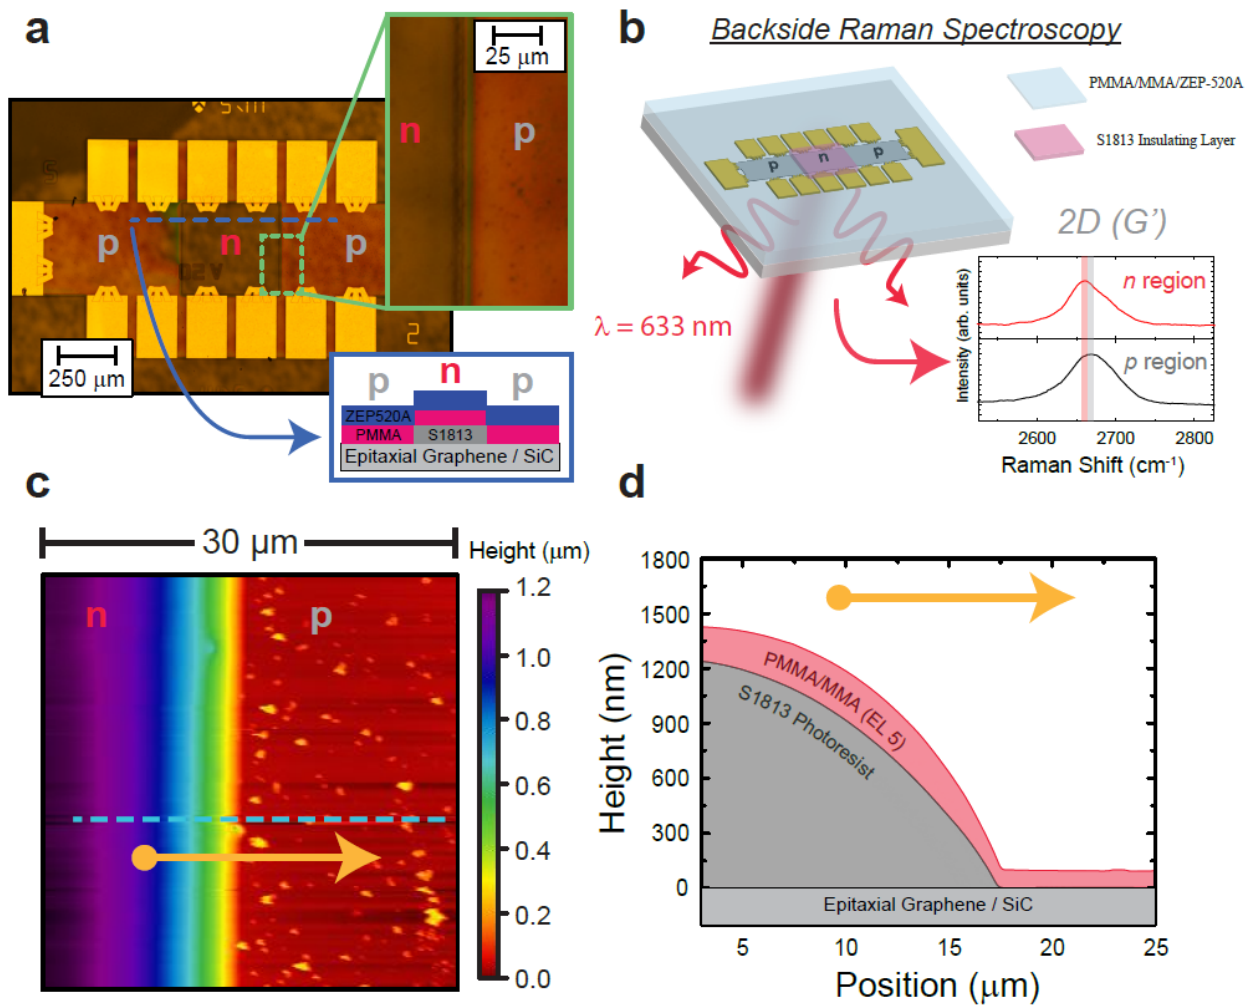 a
25 μm
n
p
p
n
p
2
250 μm
p
n
p
ZEP520A
PMMA
S1813
Epitaxial Graphene / SiC
b
Backside Raman Spectroscopy
PMMA/MMA/ZEP-520A
S1813 Insulating Layer
p
n
p
λ = 633 nm
2D (G')
n region
p region
Intensity (arb. units)
2600
2700
2800
Raman Shift (cm⁻¹)
c
30 μm
Height (μm)
n
p
1.2
1.0
0.8
0.6
0.4
0.2
0.0
d
1800
1500
1200
900
600
300
0
Height (nm)
PMMA/MMA (EL 5)
S1813 Photoresist
Epitaxial Graphene / SiC
5
10
15
20
25
Position (μm)